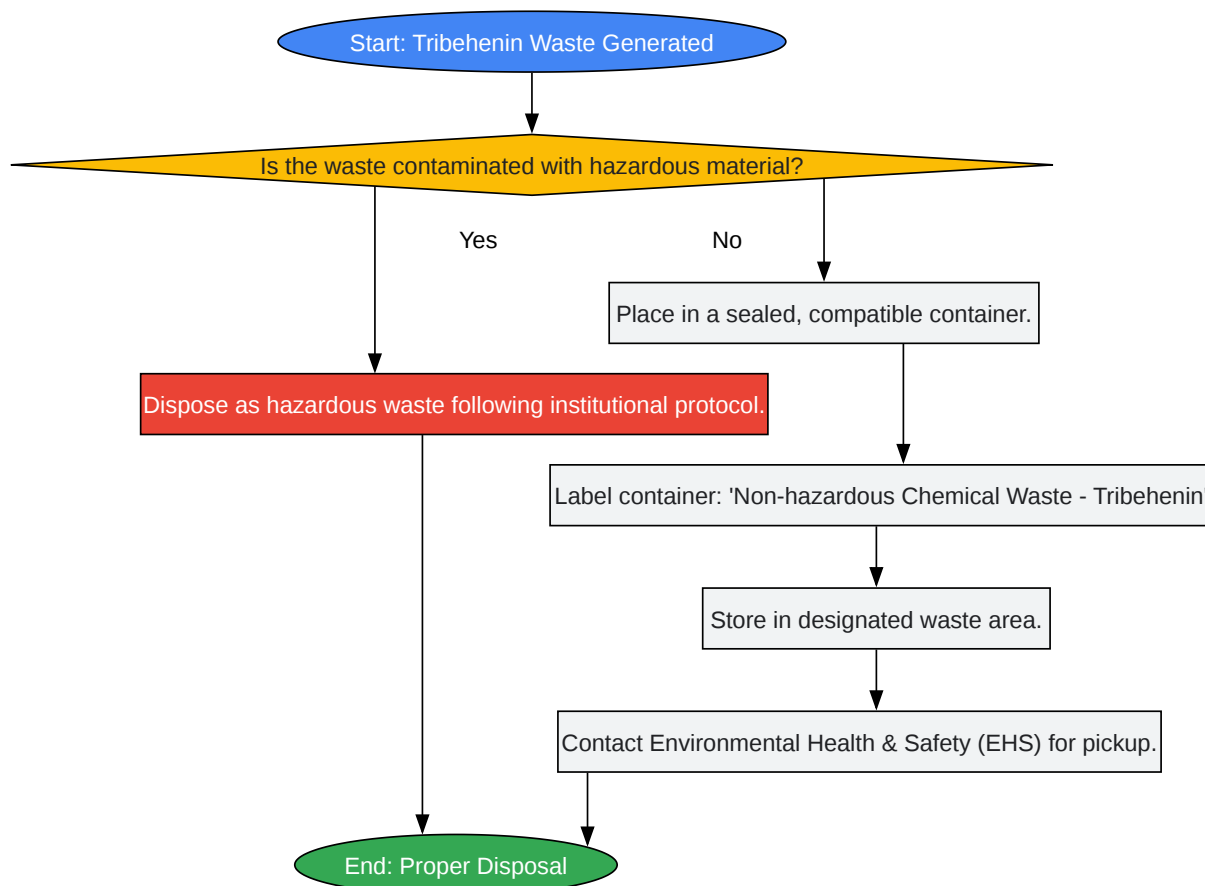 Start: Tribehenin Waste Generated
Is the waste contaminated with hazardous material?
Yes
No
Place in a sealed, compatible container.
Dispose as hazardous waste following institutional protocol.
Label container: 'Non-hazardous Chemical Waste - Tribehenin'
Store in designated waste area.
Contact Environmental Health & Safety (EHS) for pickup.
End: Proper Disposal